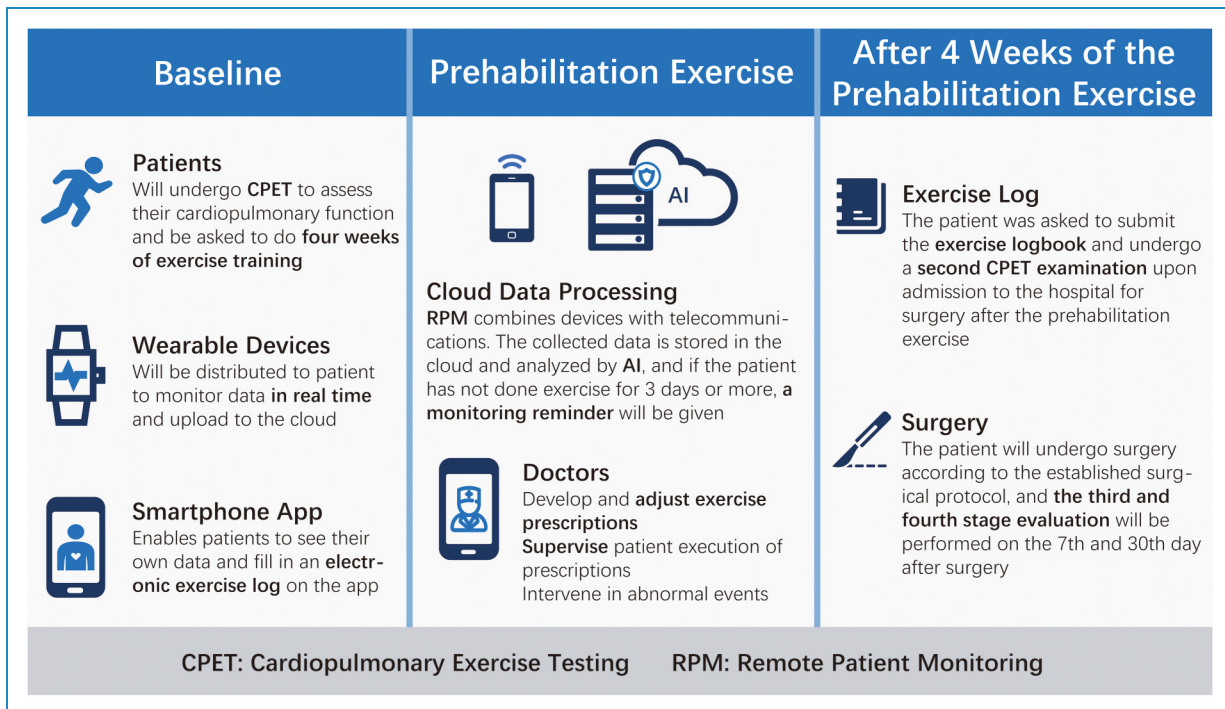 Baseline
Patients
Will undergo CPET to assess
their cardiopulmonary function
and be asked to do four weeks
of exercise training
Wearable Devices
Will be distributed to patient
to monitor data in real time
and upload to the cloud
Smartphone App
Enables patients to see their
own data and fill in an electr-
onic exercise log on the app
Prehabilitation Exercise
AI
Cloud Data Processing
RPM combines devices with telecommuni-
cations. The collected data is stored in the
cloud and analyzed by AI, and if the patient
has not done exercise for 3 days or more, a
monitoring reminder will be given
Doctors
Develop and adjust exercise
prescriptions
Supervise patient execution of
prescriptions
Intervene in abnormal events
After 4 Weeks of the
Prehabilitation Exercise
Exercise Log
The patient was asked to submit
the exercise logbook and undergo
a second CPET examination upon
admission to the hospital for
surgery after the prehabilitation
exercise
Surgery
The patient will undergo surgery
according to the established surg-
ical protocol, and the third and
fourth stage evaluation will be
performed on the 7th and 30th day
after surgery
CPET: Cardiopulmonary Exercise Testing RPM: Remote Patient Monitoring